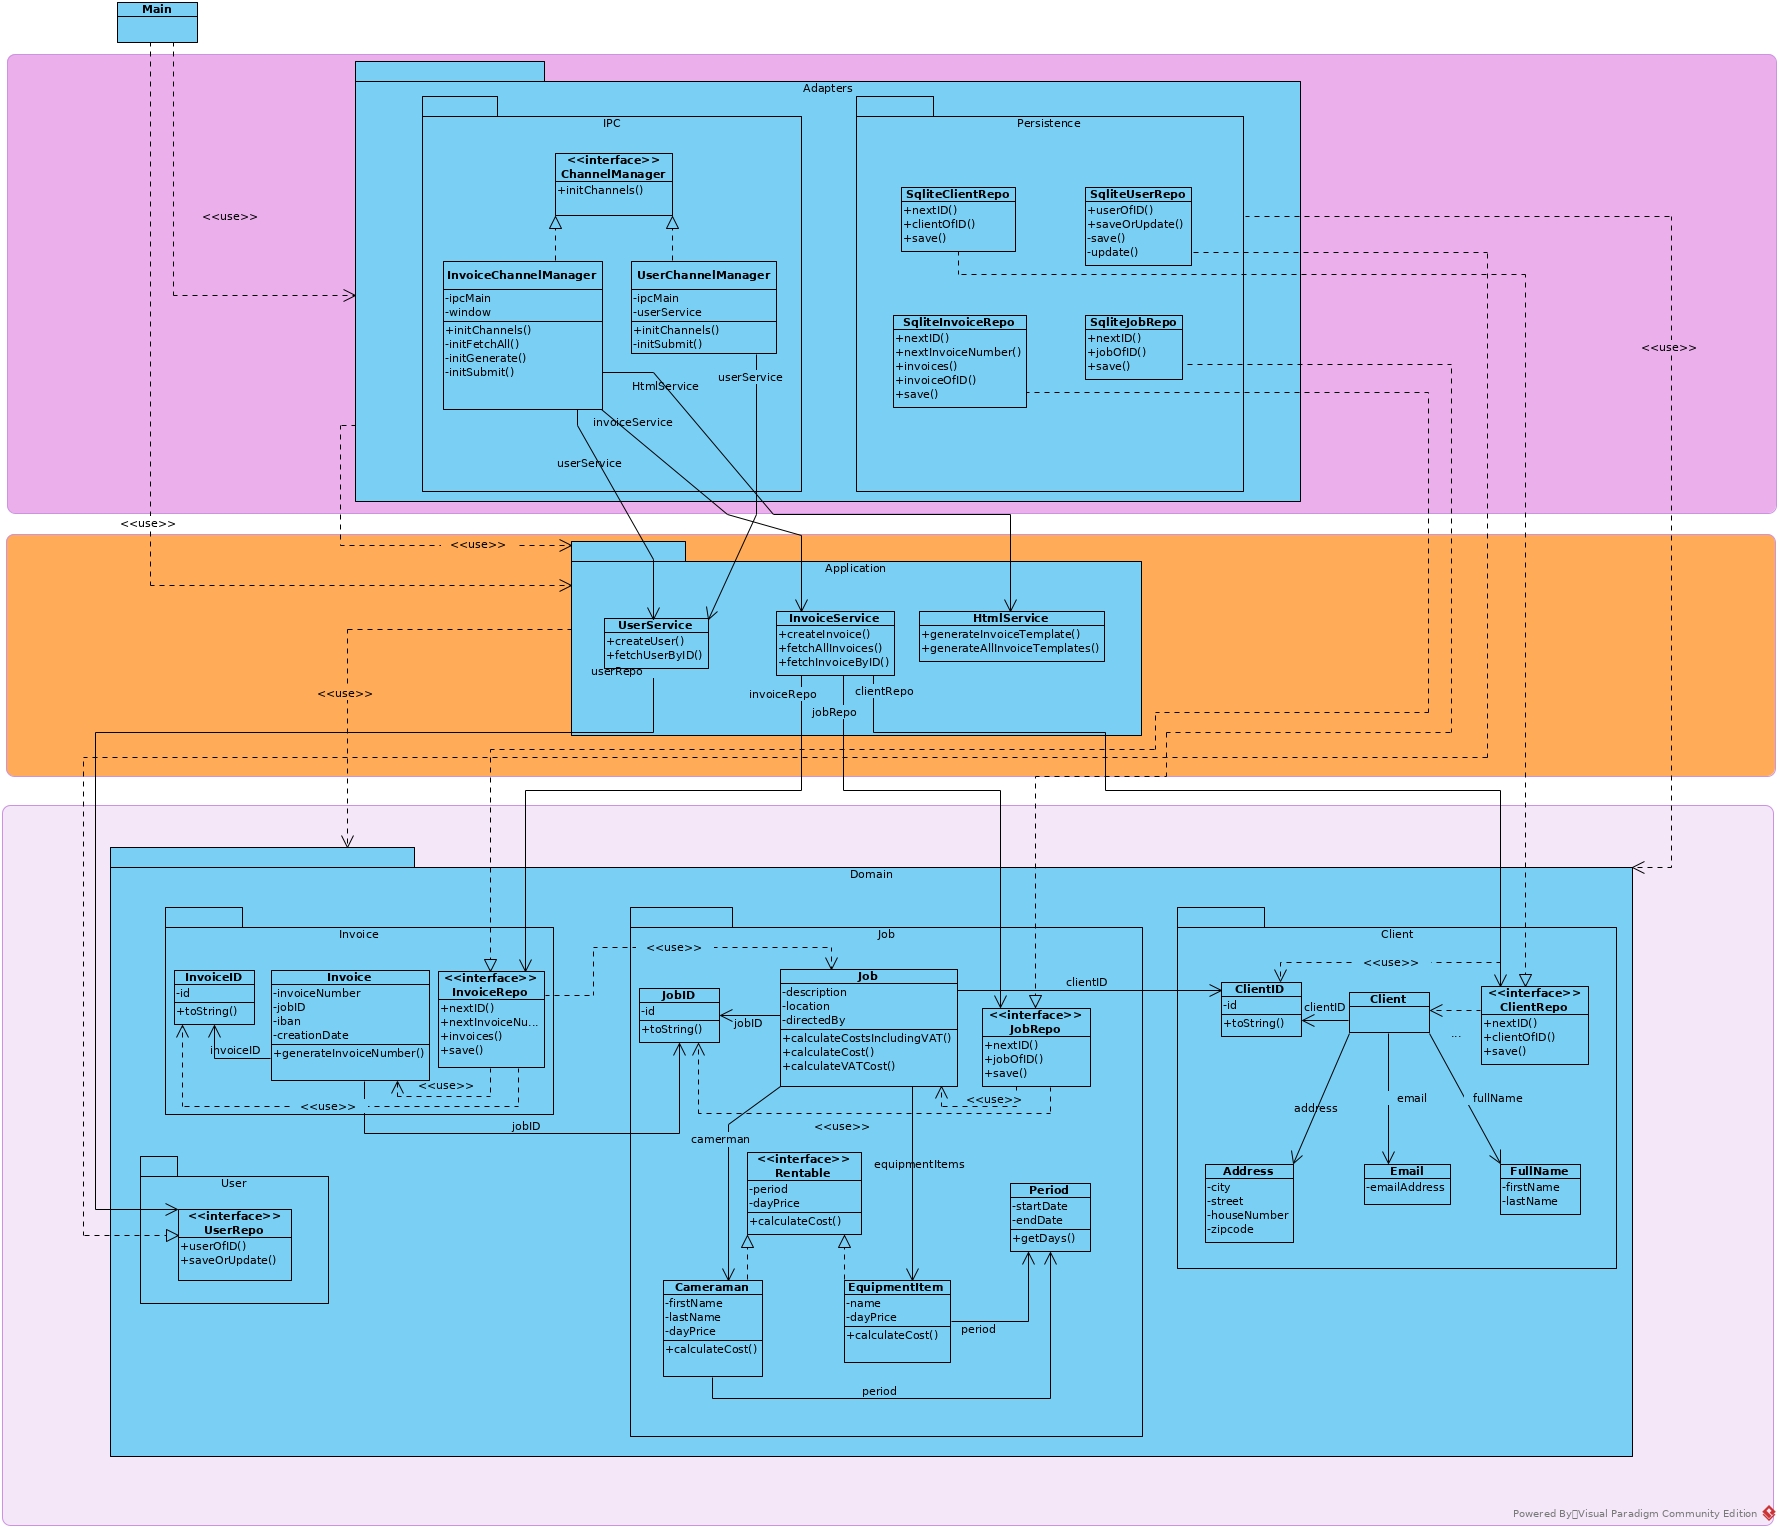 Main
Adapters
IPC
Persistence
<<interface>>
ChannelManager
+initChannels()
SqliteClientRepo
+nextID()
+clientOfID()
+save()
SqliteUserRepo
+userOfID()
+saveOrUpdate()
-save()
-update()
<<use>>
InvoiceChannelManager
-ipcMain
-window
+initChannels()
-initFetchAll()
-initGenerate()
-initSubmit()
UserChannelManager
-ipcMain
-userService
+initChannels()
-initSubmit()
SqliteInvoiceRepo
+nextID()
+nextInvoiceNumber()
+invoices()
+invoiceOfID()
+save()
SqliteJobRepo
+nextID()
+jobOfID()
+save()
<<use>>
HtmlService
userService
invoiceService
userService
<<use>>
<<use>>
Application
UserService
+createUser()
+fetchUserByID()
InvoiceService
+createInvoice()
+fetchAllInvoices()
+fetchInvoiceByID()
HtmlService
+generateInvoiceTemplate()
+generateAllInvoiceTemplates()
userRepo
<<use>>
invoiceRepo
clientRepo
jobRepo
Domain
Invoice
Job
Client
InvoiceID
-id
+toString()
Invoice
-invoiceNumber
-jobID
-iban
-creationDate
+generateInvoiceNumber()
<<interface>>
InvoiceRepo
+nextID()
+nextInvoiceNu...
+invoices()
+save()
invoiceID
<<use>>
<<use>>
jobID
<<use>>
JobID
-id
+toString()
jobID
Job
-description
-location
-directedBy
+calculateCostsIncludingVAT()
+calculateCost()
+calculateVATCost()
<<interface>>
JobRepo
+nextID()
+jobOfID()
+save()
clientID
<<use>>
<<use>>
camerman
equipmentItems
<<interface>>
Rentable
-period
-dayPrice
+calculateCost()
Period
-startDate
-endDate
+getDays()
Cameraman
-firstName
-lastName
-dayPrice
+calculateCost()
EquipmentItem
-name
-dayPrice
+calculateCost()
period
period
<<use>>
ClientID
-id
+toString()
clientID
Client
<<interface>>
ClientRepo
+nextID()
+clientOfID()
+save()
...
address
email
fullName
Address
-city
-street
-houseNumber
-zipcode
Email
-emailAddress
FullName
-firstName
-lastName
User
<<interface>>
UserRepo
+userOfID()
+saveOrUpdate()
Powered By▯Visual Paradigm Community Edition